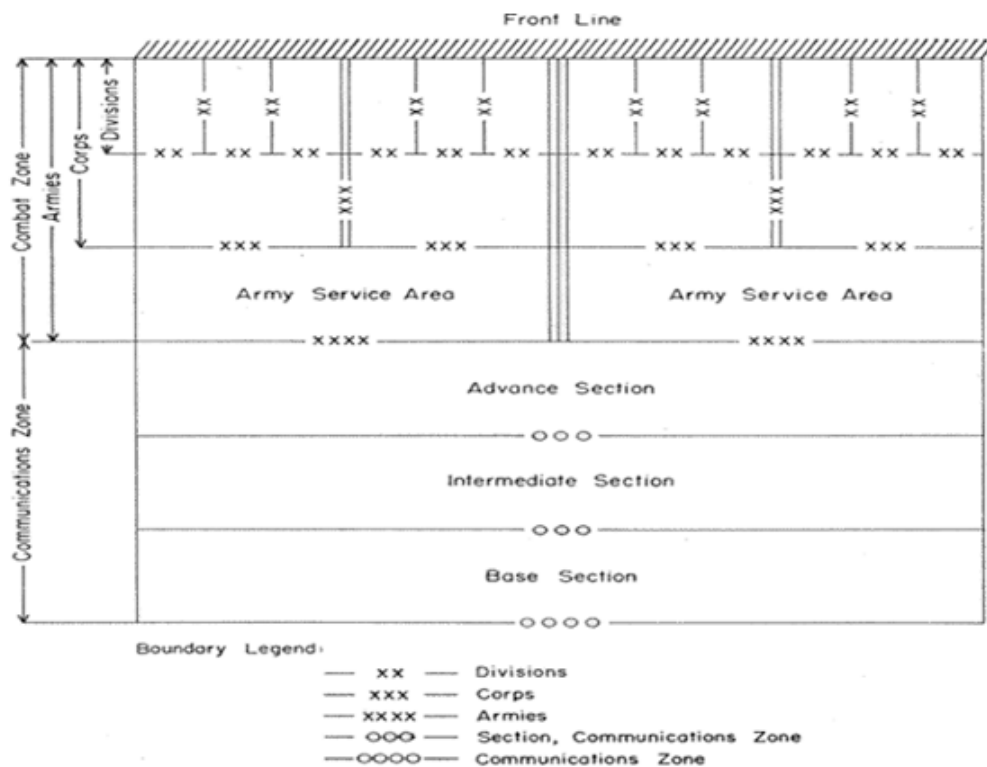 Front Line
Combat Zone
Armies
Corps
Divisions
XX XX XX XX XX XX XX XX
XX XX XX XX XX XX XX XX XX XX XX XX
XXX XXX
XXX XXX XXX XXX
Army Service Area Army Service Area
X XXXX XXXX
Communications Zone
Advance Section
OOO
Intermediate Section
OOO
Base Section
OOOO
Boundary Legend:
XX Divisions
XXX Corps
XXXX Armies
OOO Section, Communications Zone
OOOO Communications Zone